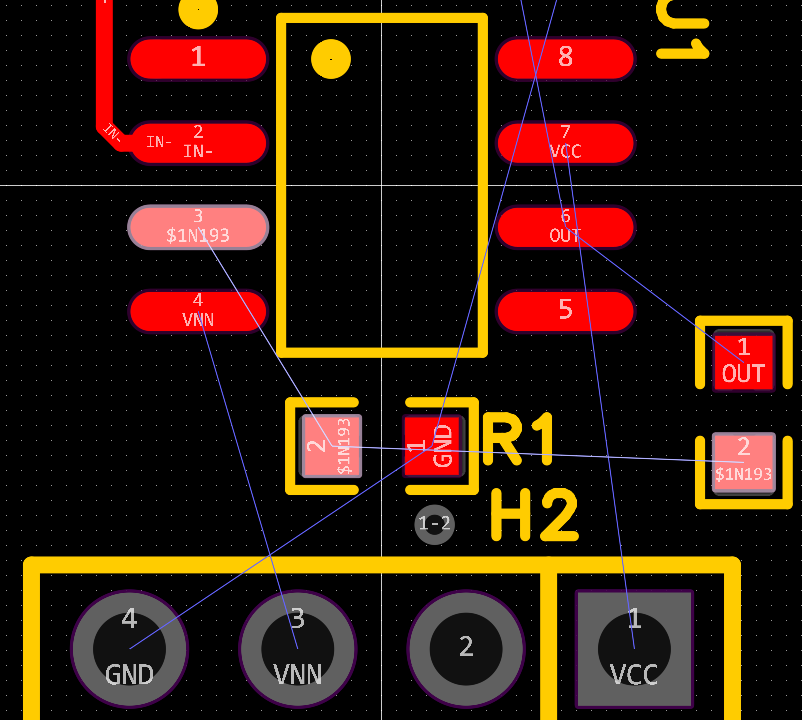 U1
1
8
IN-
IN-
2
IN-
7
VCC
3
$1N193
6
OUT
4
VNN
5
1
OUT
2
$1N193
1
GND
R1
2
$1N193
1-2
H2
4
GND
3
VNN
2
1
VCC